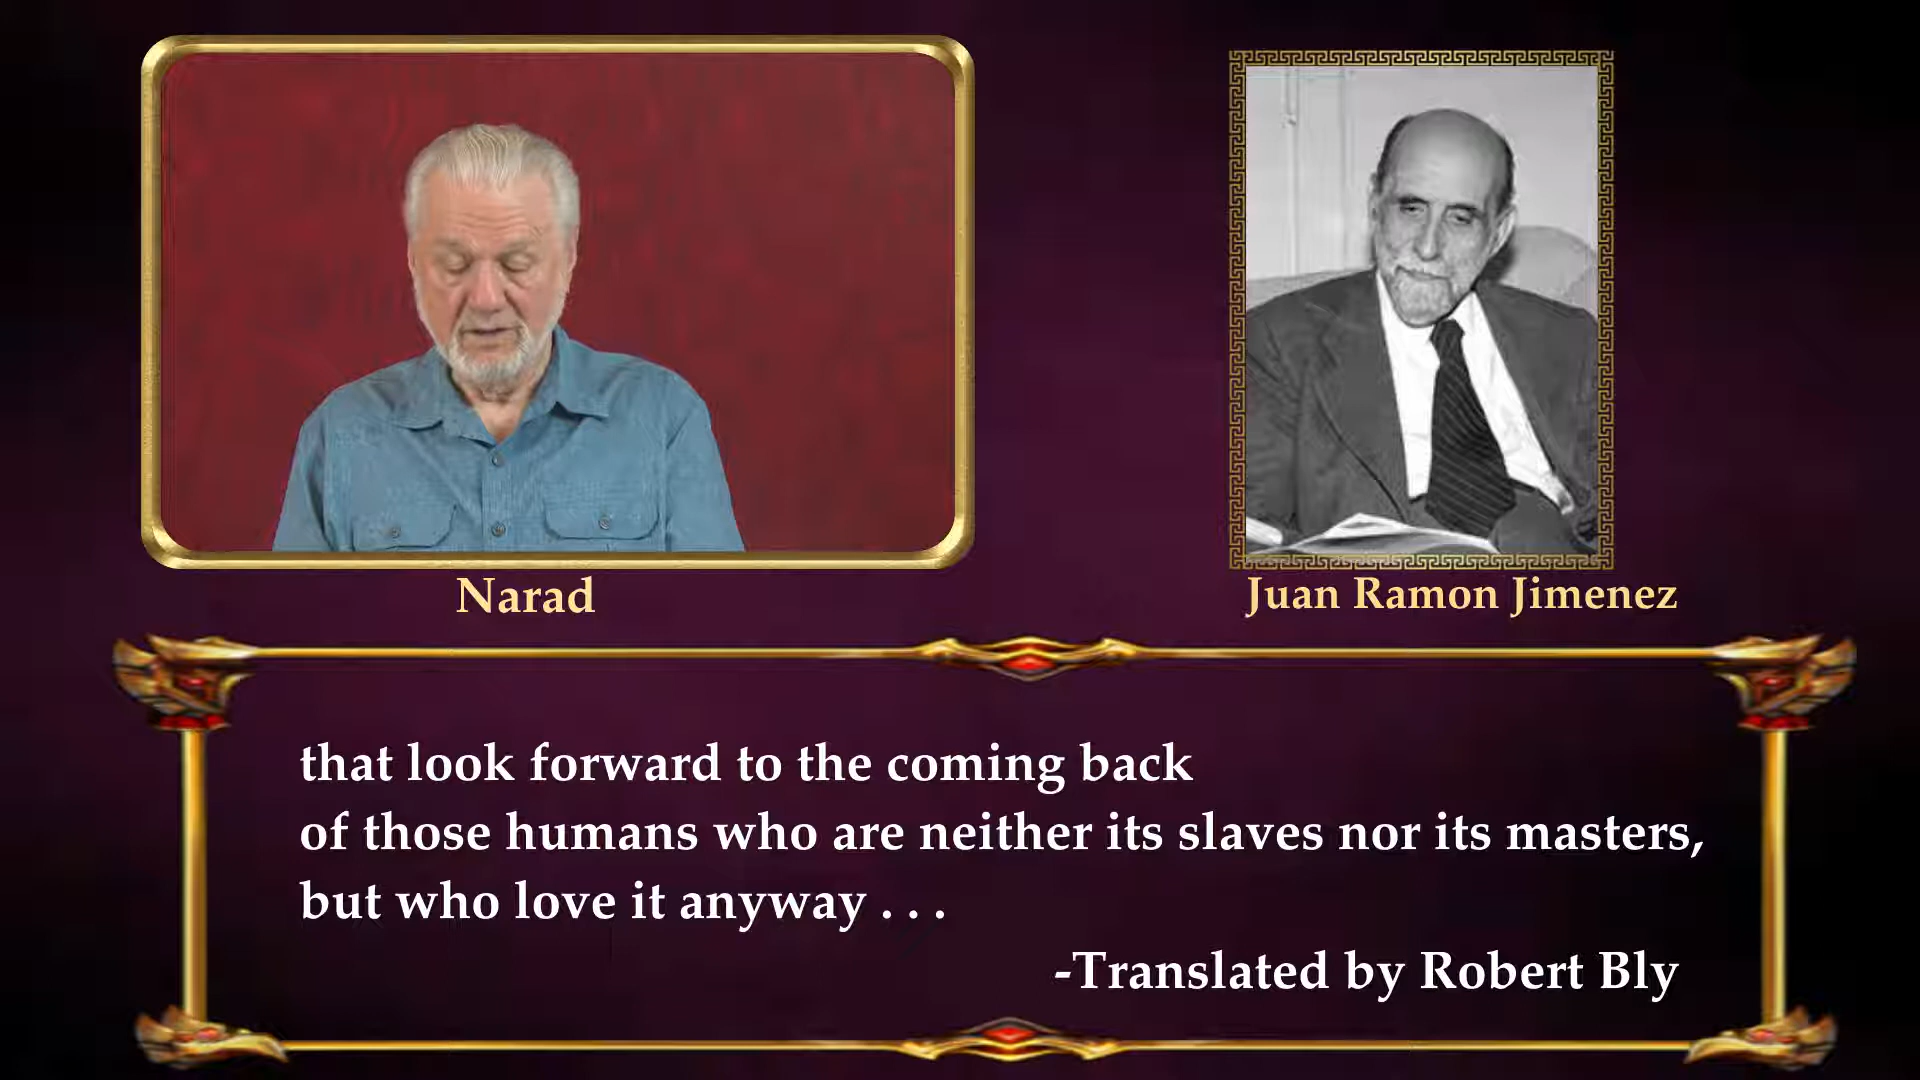 Narad
Juan Ramon Jimenez
that look forward to the coming back
of those humans who are neither its slaves nor its masters,
but who love it anyway . . .
-Translated by Robert Bly